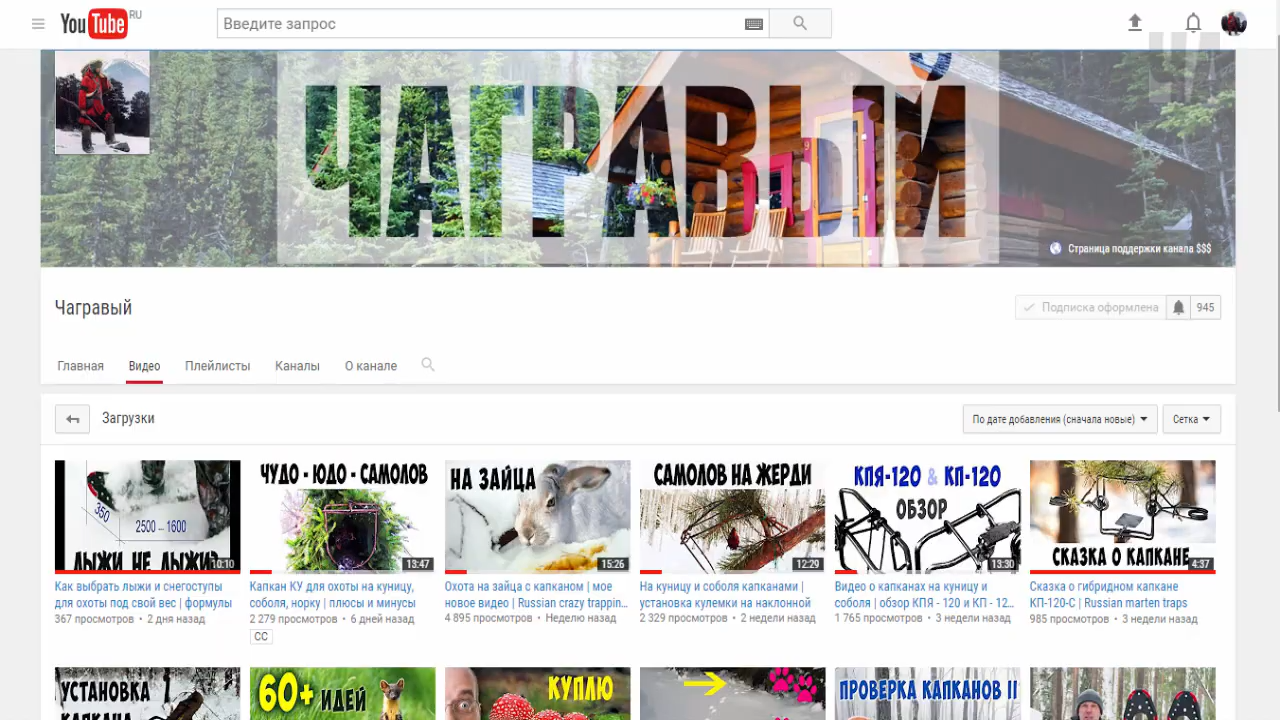 You Tube RU
Введите запрос
ЧАГРАВЫЙ
Страница поддержки канала $$$
Чагравый
Подписка оформлена 945
Главная Видео Плейлисты Каналы О канале
Загрузки
По дате добавления (сначала новые) Сетка
350
2500 – 1600
ЛЫЖИ НЕ ЛЫЖИ?
10:10
ЧУДО - ЮДО - САМОЛОВ
13:47
НА ЗАЙЦА
15:26
САМОЛОВ НА ЖЕРДИ
12:29
КПЯ-120 & КП-120
ОБЗОР
13:30
СКАЗКА О КАПКАНЕ
4:37
Как выбрать лыжи и снегоступы
для охоты под свой вес | формулы
367 просмотров • 2 дня назад
Капкан КУ для охоты на куницу,
соболя, норку | плюсы и минусы
2 279 просмотров • 6 дней назад
CC
Охота на зайца с капканом | мое
новое видео | Russian crazy trappin...
4 895 просмотров • Неделю назад
На куницу и соболя капканами |
установка кулемки на наклонной
2 329 просмотров • 2 недели назад
Видео о капканах на куницу и
соболя | обзор КПЯ - 120 и КП - 12...
1 765 просмотров • 3 недели назад
Сказка о гибридном капкане
КП-120-С | Russian marten traps
985 просмотров • 3 недели назад
УСТАНОВКА
КАПКАНА
60+ ИДЕЙ
КУПЛЮ
ПРОВЕРКА КАПКАНОВ II